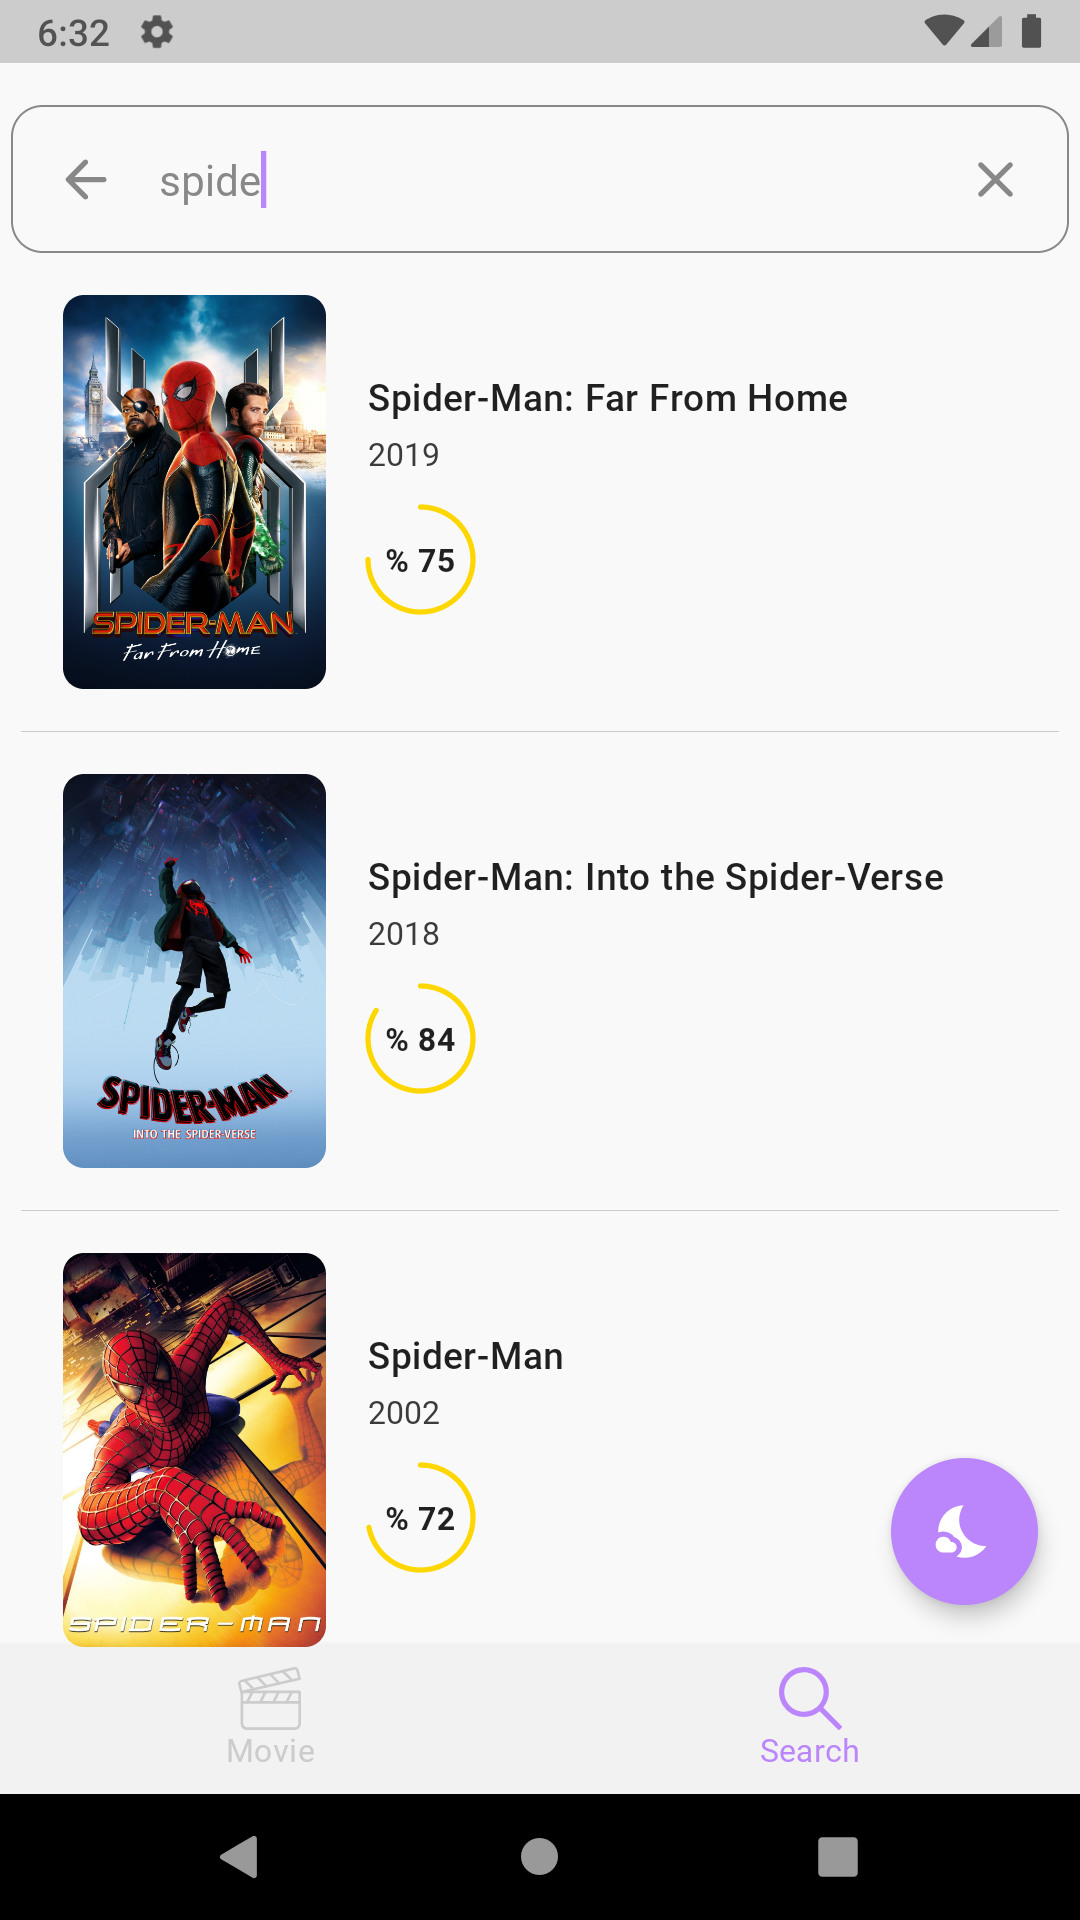 6:32
spide
SPIDER-MAN
Far From Home
Spider-Man: Far From Home
2019
% 75
SPIDER-MAN
INTO THE SPIDER-VERSE
Spider-Man: Into the Spider-Verse
2018
% 84
SPIDER-MAN
Spider-Man
2002
% 72
Movie
Search